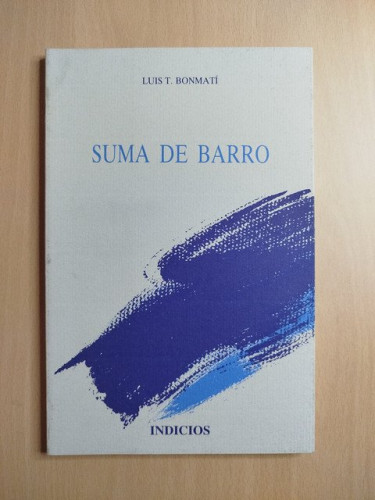 LUIS T. BONMATÍ
SUMA DE BARRO
INDICIOS